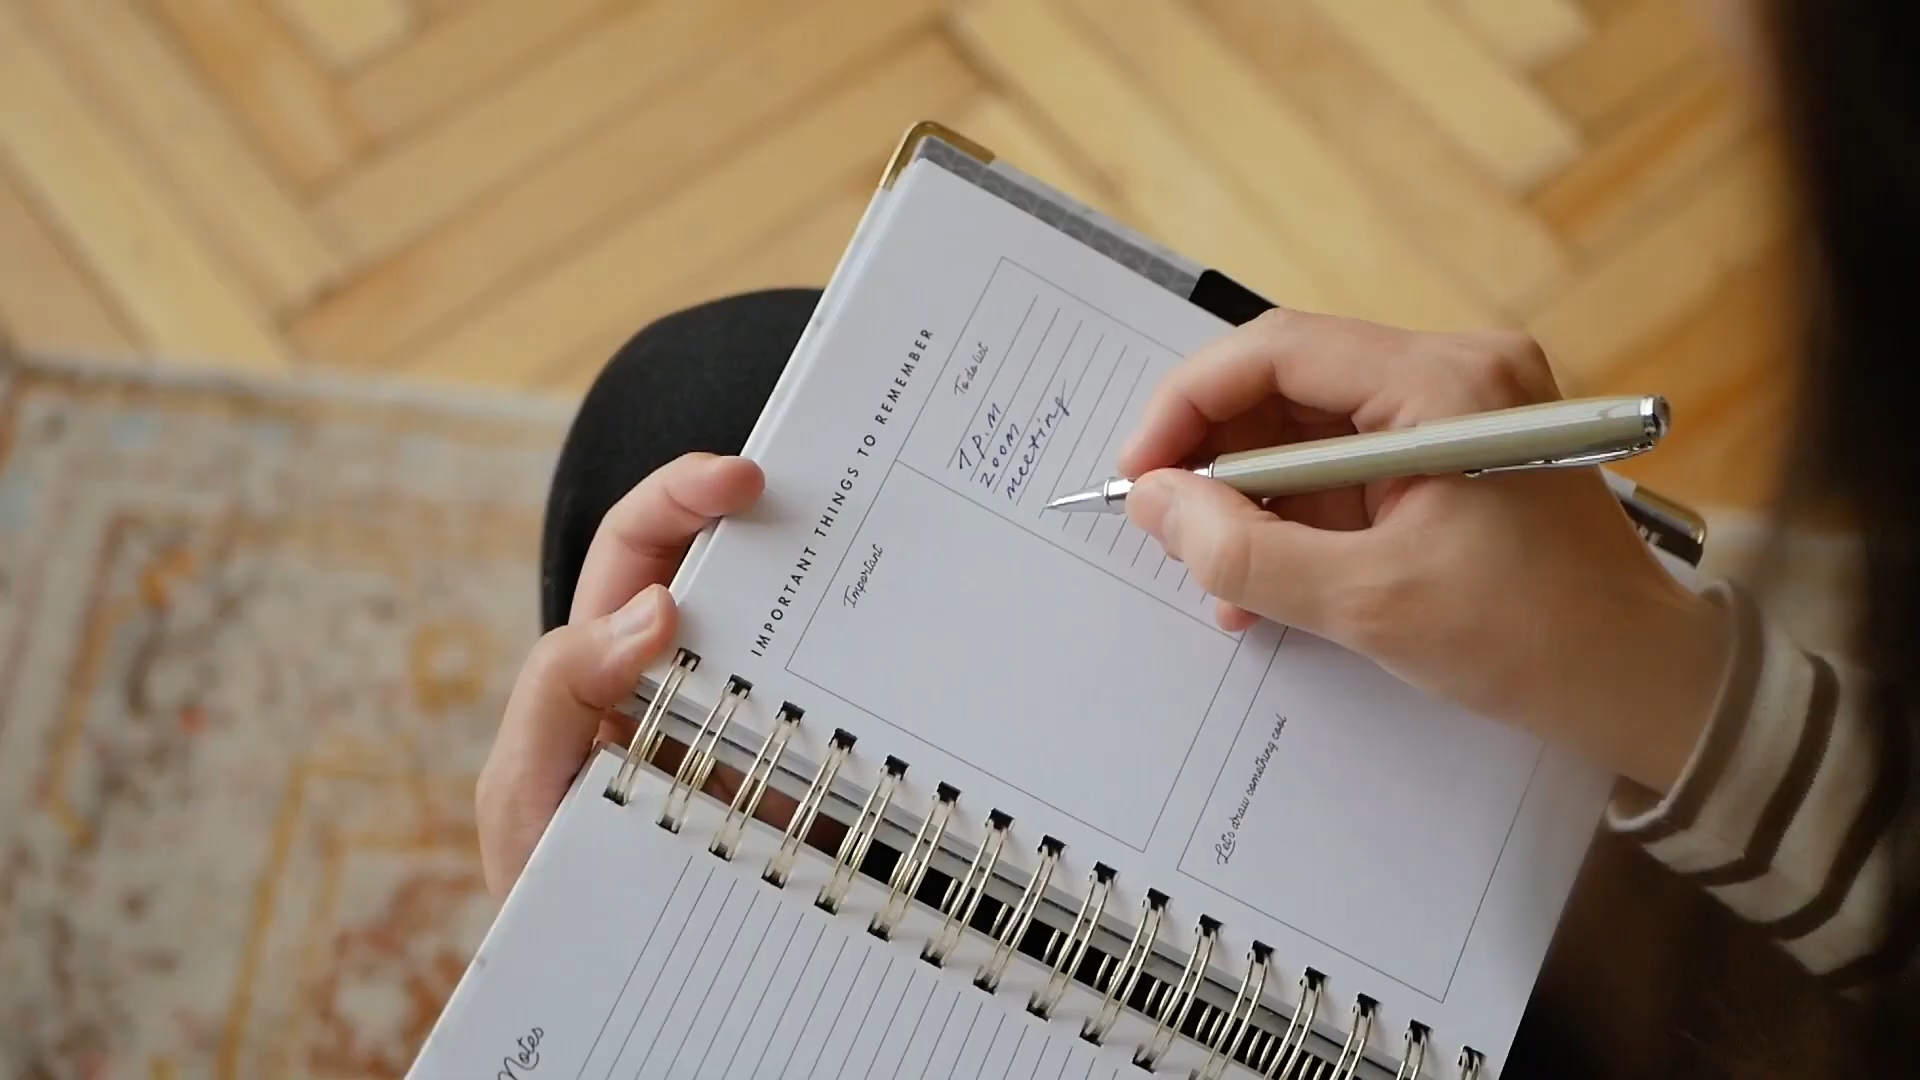 IMPORTANT THINGS TO REMEMBER
To do list
1 P.M
ZOOM
meeting
Important
Let's draw something cool
Notes